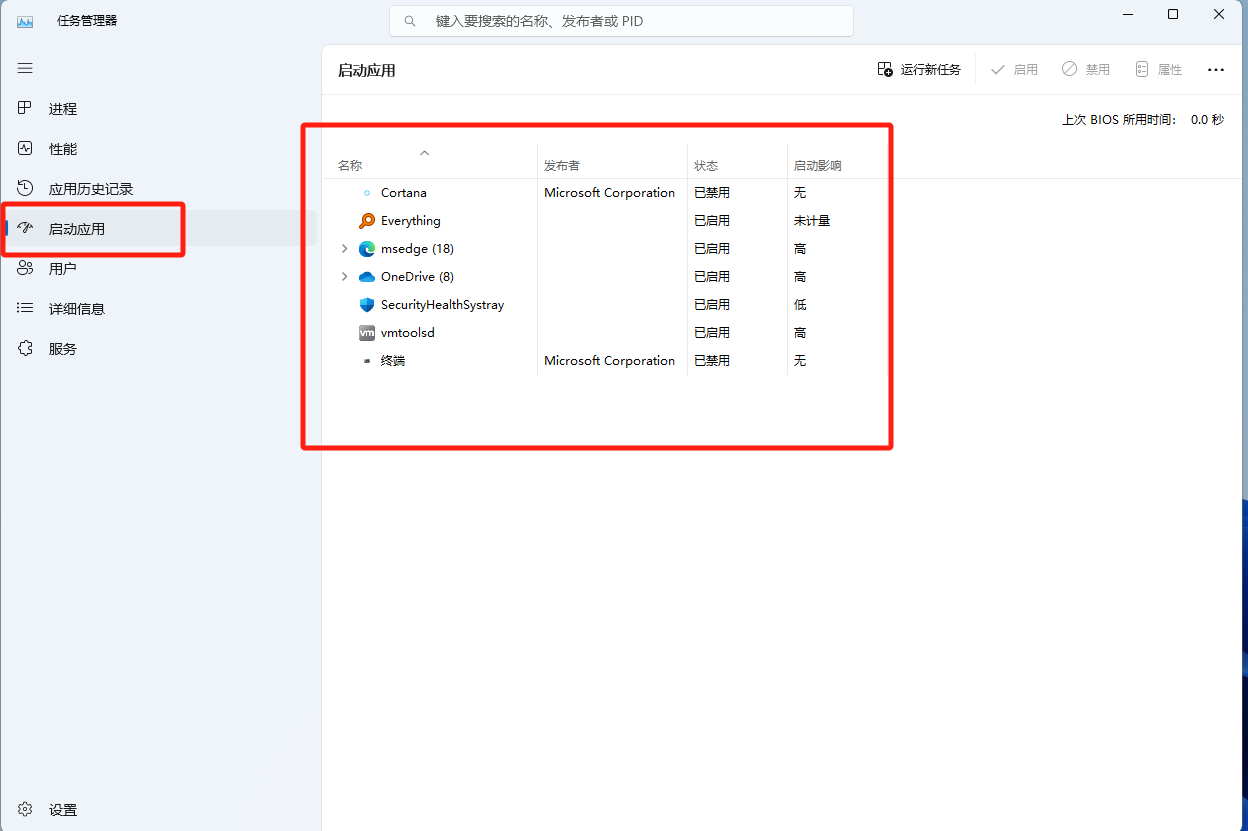 任务管理器
键入要搜索的名称、发布者或 PID
启动应用
运行新任务 启用 禁用 属性
上次 BIOS 所用时间: 0.0 秒
进程
性能
应用历史记录
启动应用
用户
详细信息
服务
设置
名称 发布者 状态 启动影响
Cortana Microsoft Corporation 已禁用 无
Everything 已启用 未计量
msedge (18) 已启用 高
OneDrive (8) 已启用 高
SecurityHealthSystray 已启用 低
vm vmtoolsd 已启用 高
终端 Microsoft Corporation 已禁用 无